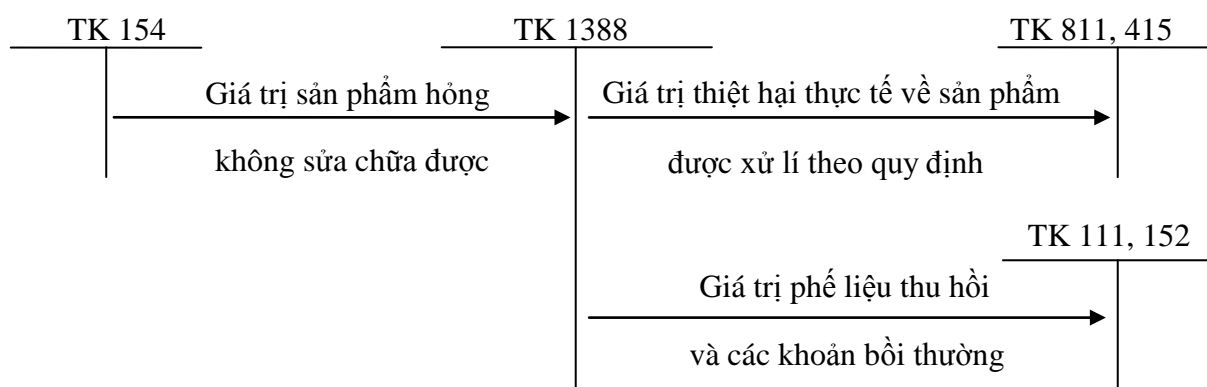 TK 154
TK 1388
TK 811, 415
Giá trị sản phẩm hỏng
không sửa chữa được
Giá trị thiệt hại thực tế về sản phẩm
được xử lí theo quy định
TK 111, 152
Giá trị phế liệu thu hồi
và các khoản bồi thường